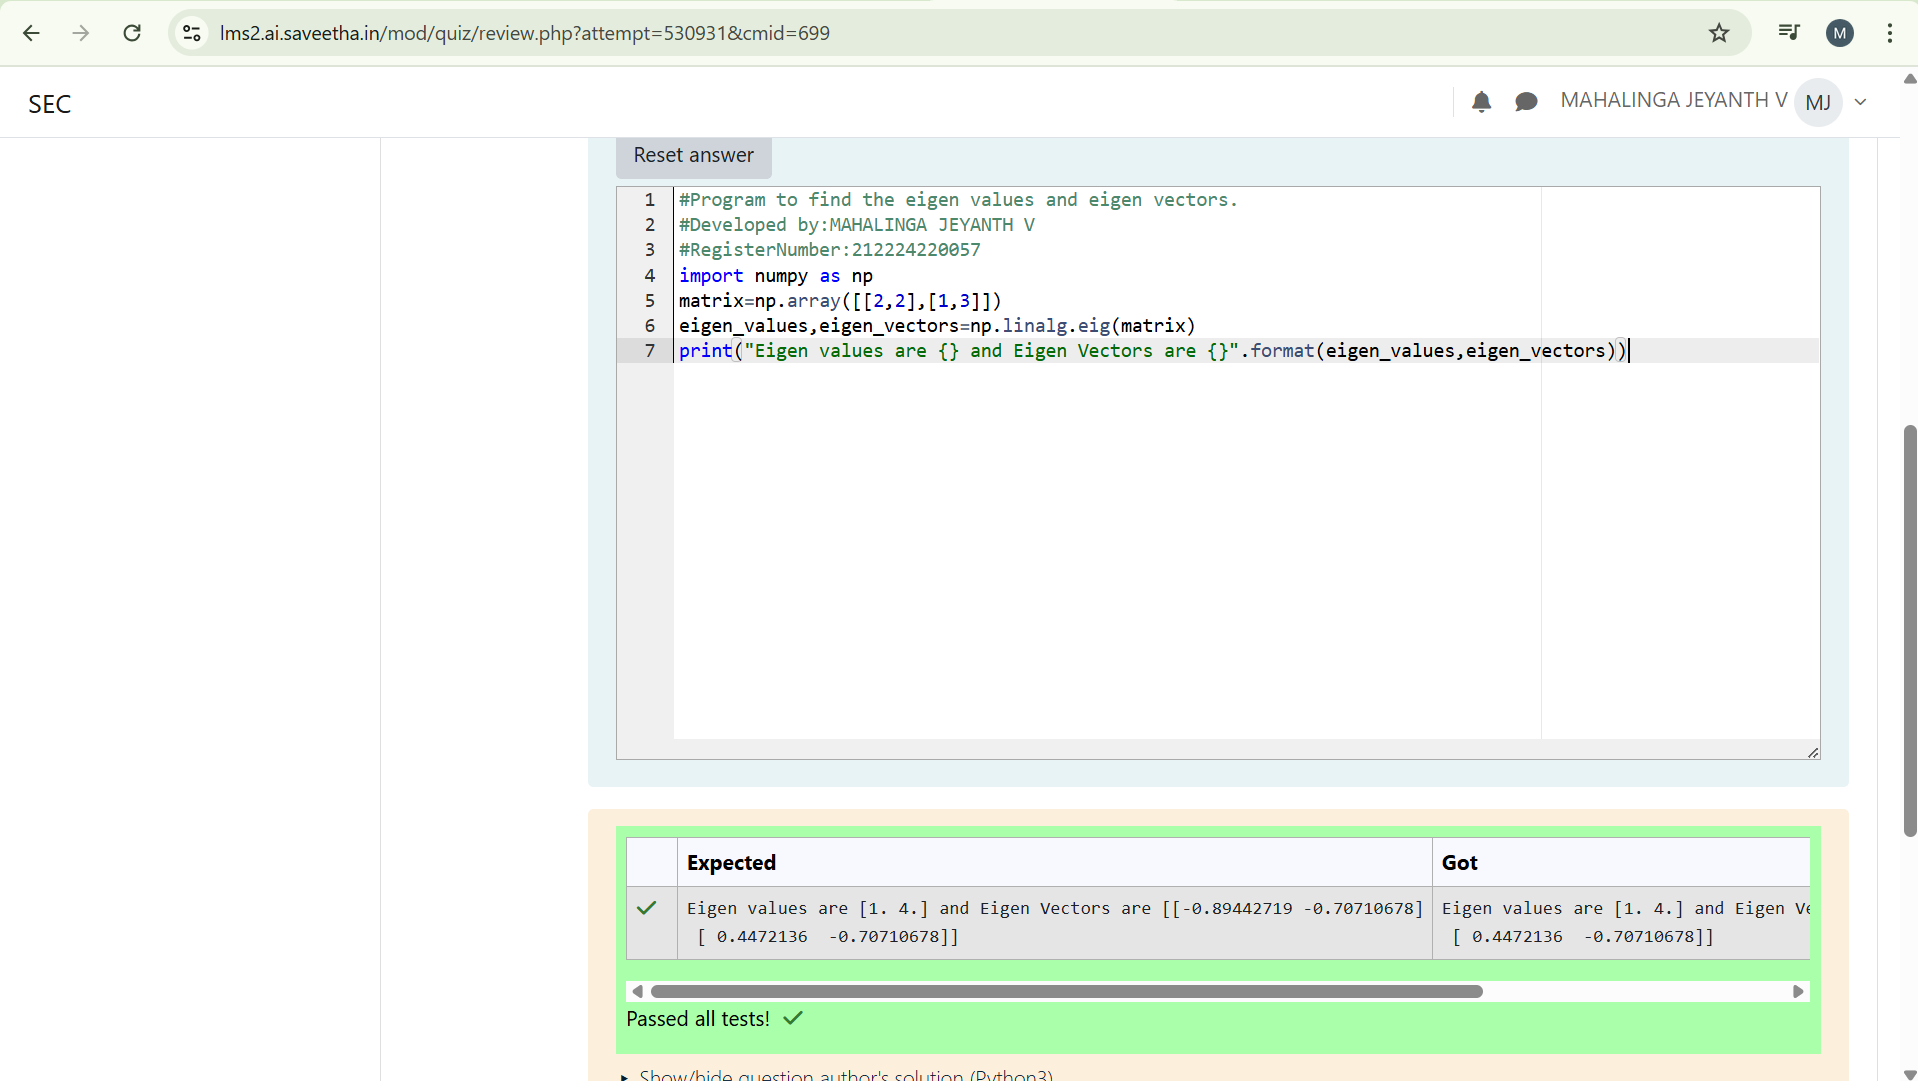 lms2.ai.saveetha.in/mod/quiz/review.php?attempt=530931&cmid=699
M
SEC
MAHALINGA JEYANTH V
MJ
Reset answer
1 #Program to find the eigen values and eigen vectors.
2 #Developed by:MAHALINGA JEYANTH V
3 #RegisterNumber:212224220057
4 import numpy as np
5 matrix=np.array([[2,2],[1,3]])
6 eigen_values,eigen_vectors=np.linalg.eig(matrix)
7 print("Eigen values are {} and Eigen Vectors are {}".format(eigen_values,eigen_vectors))
Expected Got
Eigen values are [1. 4.] and Eigen Vectors are [[-0.89442719 -0.70710678] Eigen values are [1. 4.] and Eigen
[ 0.4472136 -0.70710678]] [ 0.4472136 -0.70710678]]
Passed all tests!
Show/hide question author's solution (Python3)